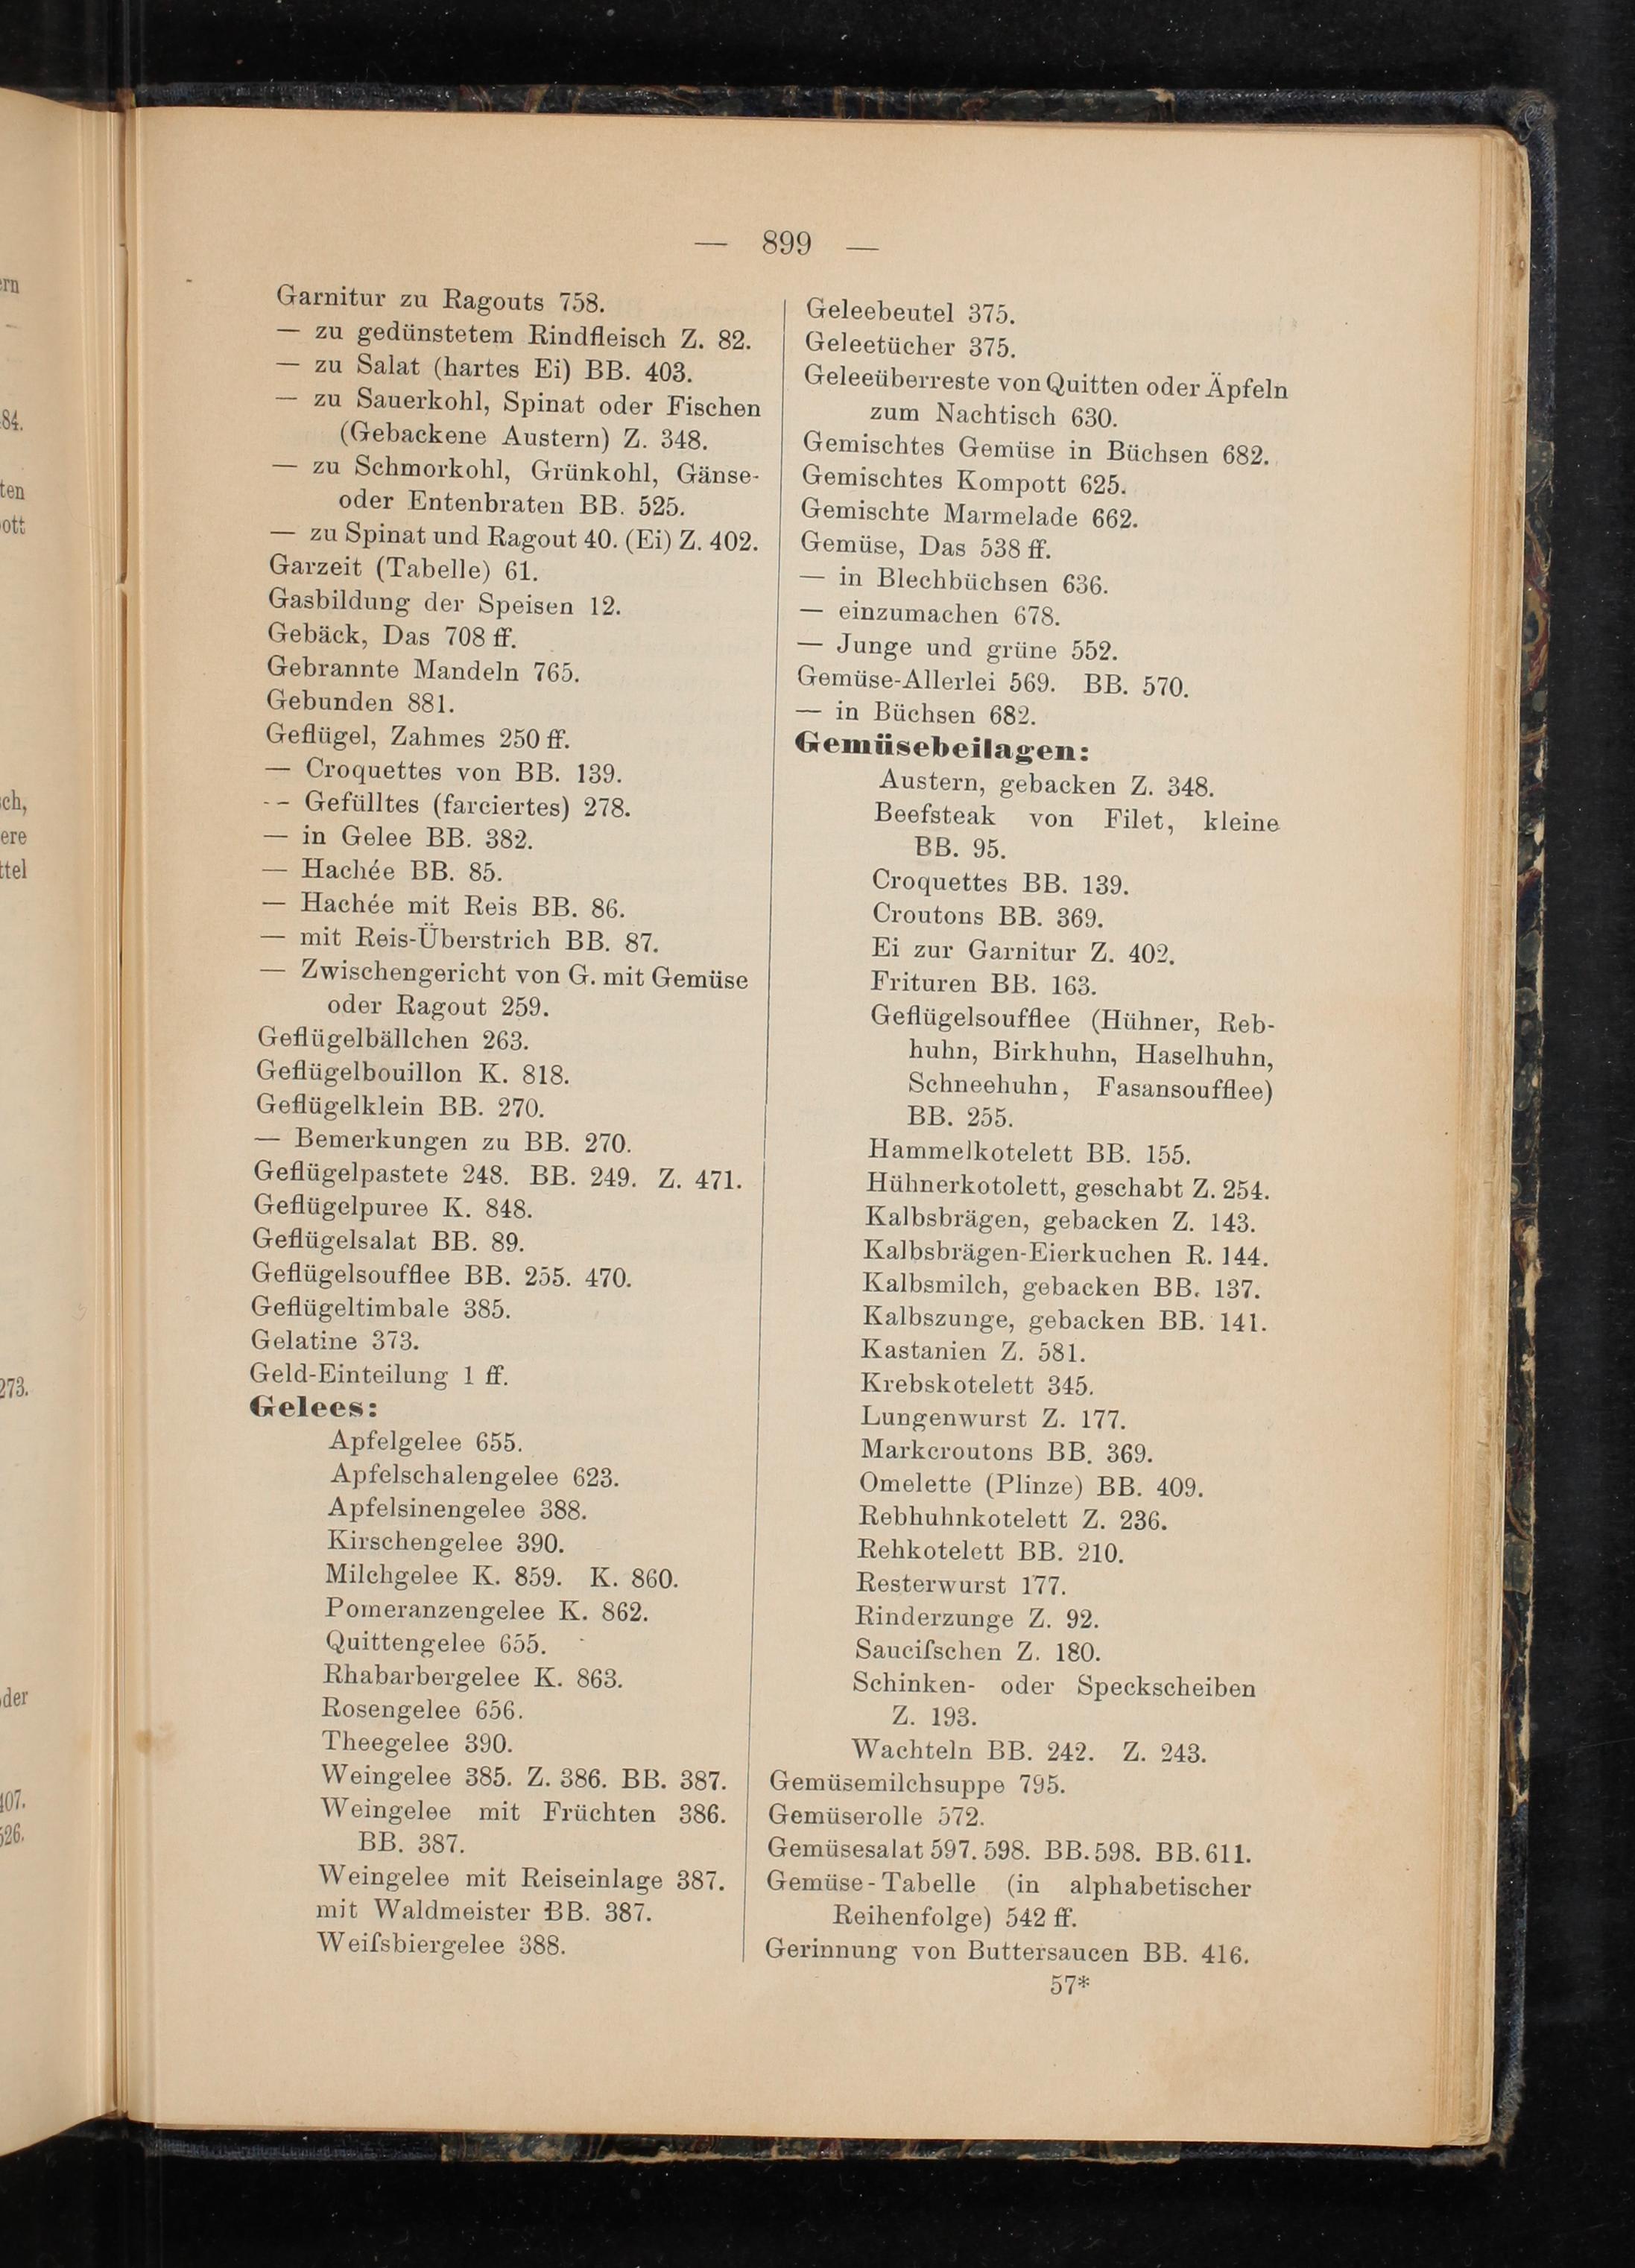 — 899 —
Garnitur zu Ragouts 758.
— zu gedünstetem Rindfleisch Z. 82.
— zu Salat (hartes Ei) BB. 403.
— zu Sauerkohl, Spinat oder Fischen
(Gebackene Austern) Z. 348.
— zu Schmorkohl, Grünkohl, Gänse-
oder Entenbraten BB. 525.
— zu Spinat und Ragout 40. (Ei) Z. 402.
Garzeit (Tabelle) 61.
Gasbildung der Speisen 12.
Gebäck, Das 708 ff.
Gebrannte Mandeln 765.
Gebunden 881.
Geflügel, Zahmes 250 ff.
— Croquettes von BB. 139.
— Gefülltes (farciertes) 278.
— in Gelee BB. 382.
— Hachée BB. 85.
— Hachée mit Reis BB. 86.
— mit Reis-Überstrich BB. 87.
— Zwischengericht von G. mit Gemüse
oder Ragout 259.
Geflügelbällchen 263.
Geflügelbouillon K. 818.
Geflügelklein BB. 270.
— Bemerkungen zu BB. 270.
Geflügelpastete 248. BB. 249. Z. 471.
Geflügelpuree K. 848.
Geflügelsalat BB. 89.
Geflügelsoufflee BB. 255. 470.
Geflügeltimbale 385.
Gelatine 373.
Geld-Einteilung 1 ff.
Gelees:
Apfelgelee 655.
Apfelschalengelee 623.
Apfelsinengelee 388.
Kirschengelee 390.
Milchgelee K. 859. K. 860.
Pomeranzengelee K. 862.
Quittengelee 655.
Rhabarbergelee K. 863.
Rosengelee 656.
Theegelee 390.
Weingelee 385. Z. 386. BB. 387.
Weingelee mit Früchten 386.
BB. 387.
Weingelee mit Reiseinlage 387.
mit Waldmeister BB. 387.
Weiſsbiergelee 388.
Geleebeutel 375.
Geleetücher 375.
Geleeüberreste von Quitten oder Äpfeln
zum Nachtisch 630.
Gemischtes Gemüse in Büchsen 682.
Gemischtes Kompott 625.
Gemischte Marmelade 662.
Gemüse, Das 538 ff.
— in Blechbüchsen 636.
— einzumachen 678.
— Junge und grüne 552.
Gemüse-Allerlei 569. BB. 570.
— in Büchsen 682.
Gemüsebeilagen:
Austern, gebacken Z. 348.
Beefsteak von Filet, kleine
BB. 95.
Croquettes BB. 139.
Croutons BB. 369.
Ei zur Garnitur Z. 402.
Frituren BB. 163.
Geflügelsoufflee (Hühner, Reb-
huhn, Birkhuhn, Haselhuhn,
Schneehuhn, Fasansoufflee)
BB. 255.
Hammelkotelett BB. 155.
Hühnerkotolett, geschabt Z. 254.
Kalbsbrägen, gebacken Z. 143.
Kalbsbrägen-Eierkuchen R. 144.
Kalbsmilch, gebacken BB. 137.
Kalbszunge, gebacken BB. 141.
Kastanien Z. 581.
Krebskotelett 345.
Lungenwurst Z. 177.
Markcroutons BB. 369.
Omelette (Plinze) BB. 409.
Rebhuhnkotelett Z. 236.
Rehkotelett BB. 210.
Resterwurst 177.
Rinderzunge Z. 92.
Sauciſschen Z. 180.
Schinken- oder Speckscheiben
Z. 193.
Wachteln BB. 242. Z. 243.
Gemüsemilchsuppe 795.
Gemüserolle 572.
Gemüsesalat 597. 598. BB. 598. BB. 611.
Gemüse-Tabelle (in alphabetischer
Reihenfolge) 542 ff.
Gerinnung von Buttersaucen BB. 416.
57*